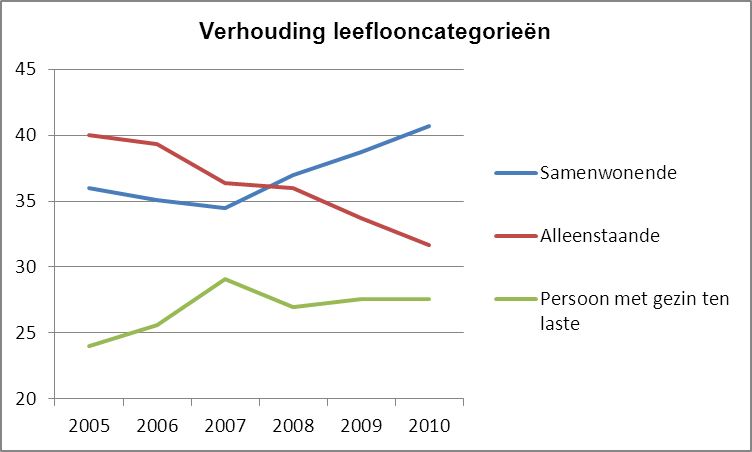 Verhouding leeflooncategorieën
45
40
35
30
25
20
2005 2006 2007 2008 2009 2010
Samenwonende
Alleenstaande
Persoon met gezin ten
laste